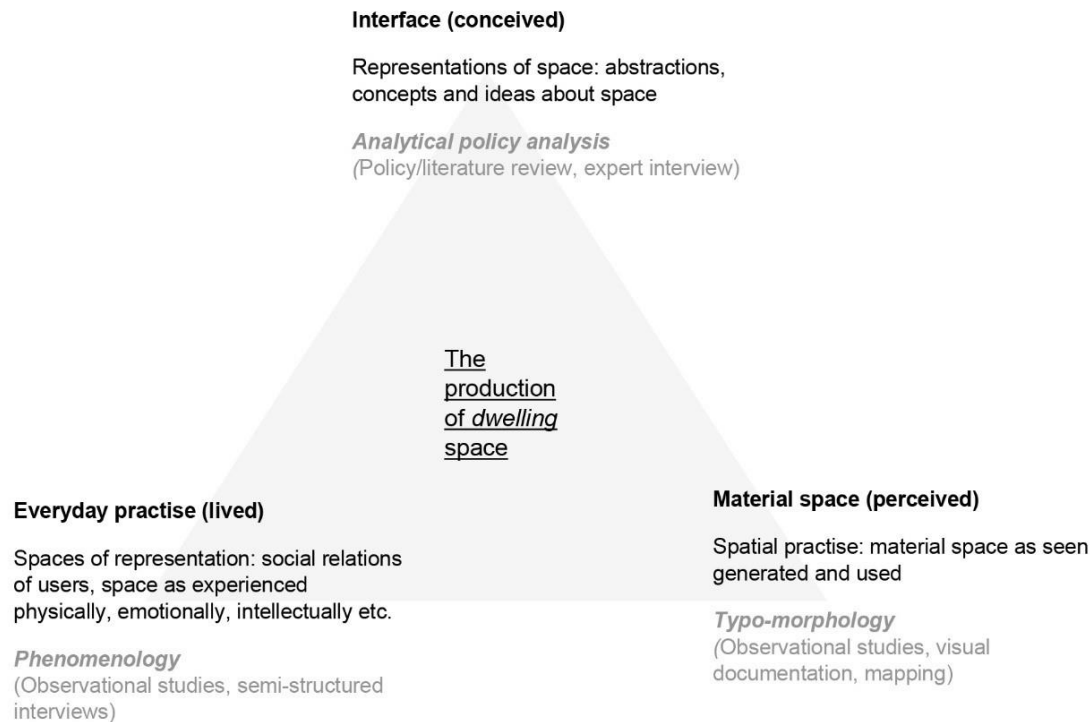 Interface (conceived)
Representations of space: abstractions,
concepts and ideas about space
Analytical policy analysis
(Policy/literature review, expert interview)
The
production
of dwelling
space
Everyday practise (lived)
Spaces of representation: social relations
of users, space as experienced
physically, emotionally, intellectually etc.
Phenomenology
(Observational studies, semi-structured
interviews)
Material space (perceived)
Spatial practise: material space as seen
generated and used
Typo-morphology
(Observational studies, visual
documentation, mapping)